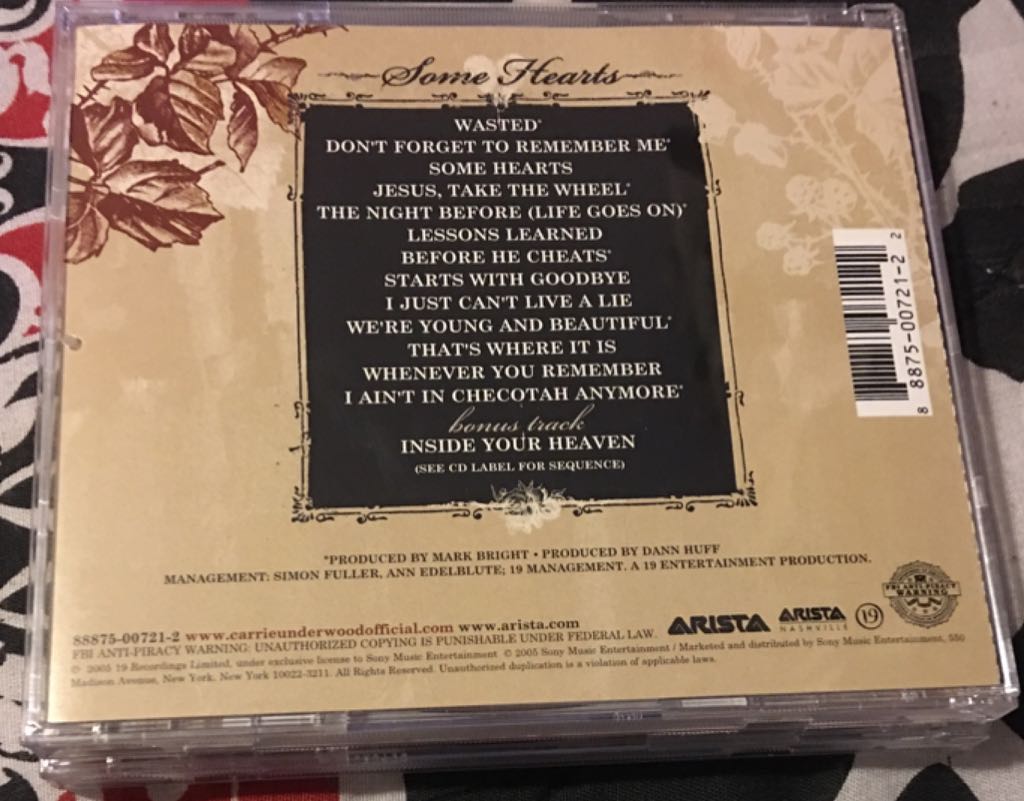 Some Hearts
WASTED*
DON'T FORGET TO REMEMBER ME*
SOME HEARTS
JESUS, TAKE THE WHEEL*
THE NIGHT BEFORE (LIFE GOES ON)*
LESSONS LEARNED
BEFORE HE CHEATS*
STARTS WITH GOODBYE
I JUST CAN'T LIVE A LIE
WE'RE YOUNG AND BEAUTIFUL*
THAT'S WHERE IT IS
WHENEVER YOU REMEMBER
I AIN'T IN CHECOTAH ANYMORE*
bonus track
INSIDE YOUR HEAVEN
(SEE CD LABEL FOR SEQUENCE)
8 8875-00721-2 2
*PRODUCED BY MARK BRIGHT • PRODUCED BY DANN HUFF
MANAGEMENT: SIMON FULLER, ANN EDELBLUTE; 19 MANAGEMENT. A 19 ENTERTAINMENT PRODUCTION.
FBI ANTI-PIRACY
WARNING
ARISTA
ARISTA
NASHVILLE
19
88875-00721-2 www.carrieunderwoodofficial.com www.arista.com
FBI ANTI-PIRACY WARNING: UNAUTHORIZED COPYING IS PUNISHABLE UNDER FEDERAL LAW.
℗ 2005 19 Recordings Limited, under exclusive license to Sony Music Entertainment © 2005 Sony Music Entertainment / Marketed and distributed by Sony Music Entertainment, 550
Madison Avenue, New York, New York 10022-3211. All Rights Reserved. Unauthorized duplication is a violation of applicable laws.